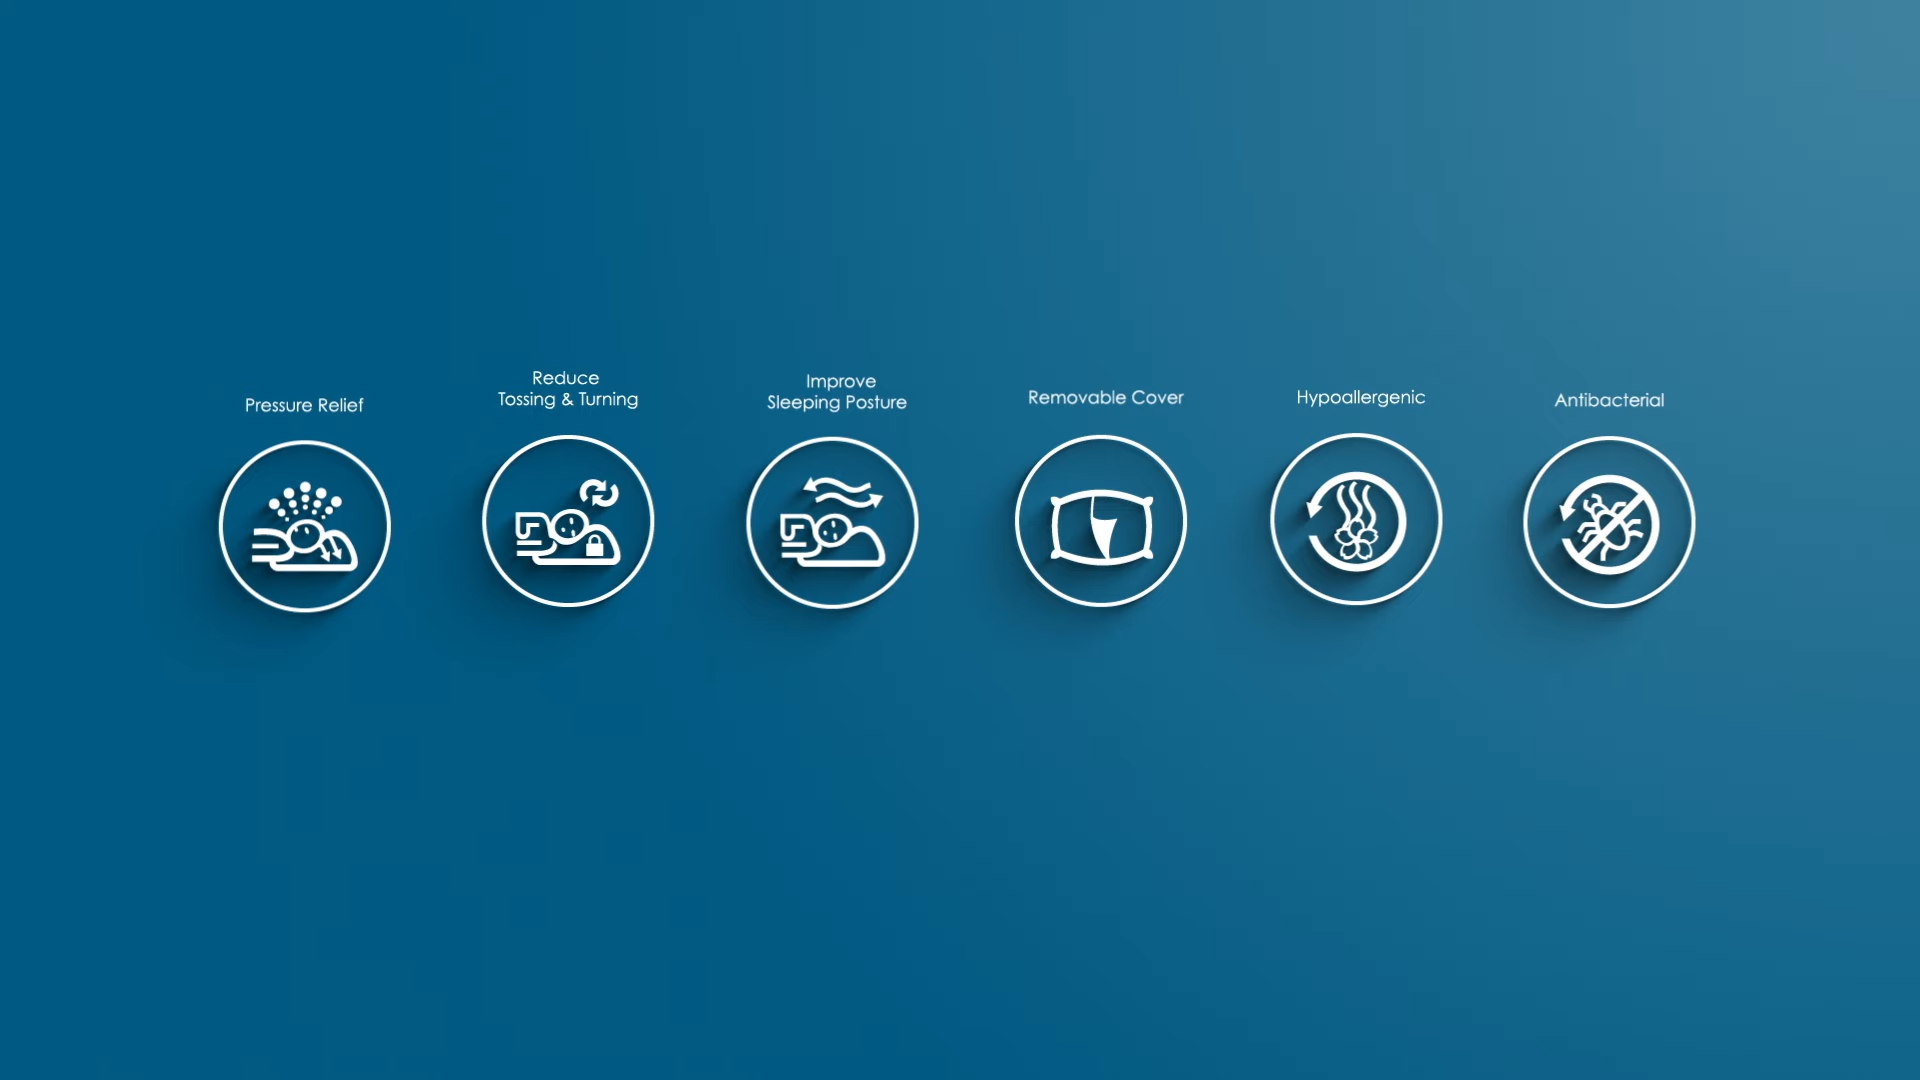 Pressure Relief
Reduce
Tossing & Turning
Improve
Sleeping Posture
Removable Cover
Hypoallergenic
Antibacterial